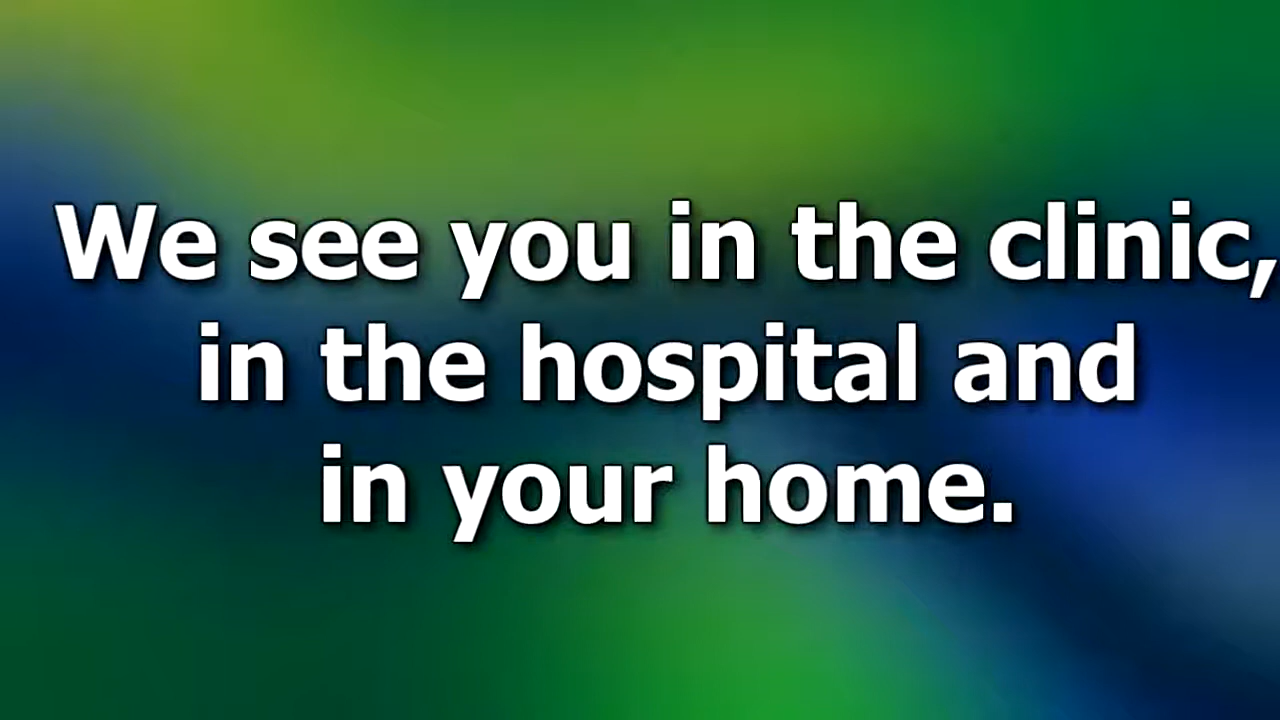 We see you in the clinic,
in the hospital and
in your home.